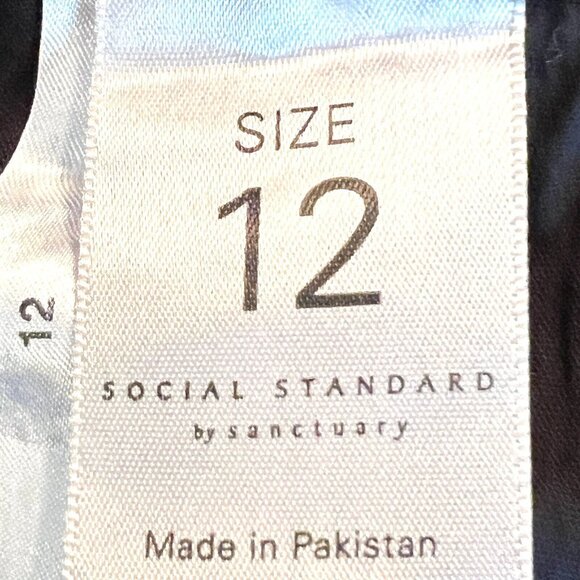 SIZE
12
SOCIAL STANDARD
by sanctuary
Made in Pakistan
12